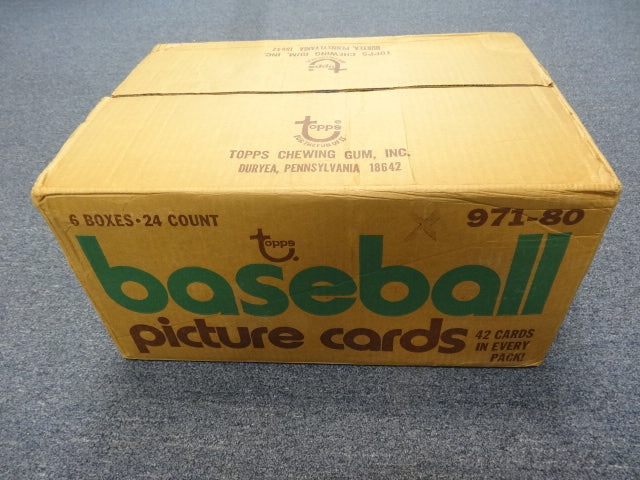 TOPPS CHEWING GUM, INC.
DURYEA, PENNSYLVANIA 18642
topps
topps
TOPPS CHEWING GUM, INC.
DURYEA, PENNSYLVANIA 18642
6 BOXES · 24 COUNT
971-80
topps
baseball
picture cards
42 CARDS
IN EVERY
PACK!